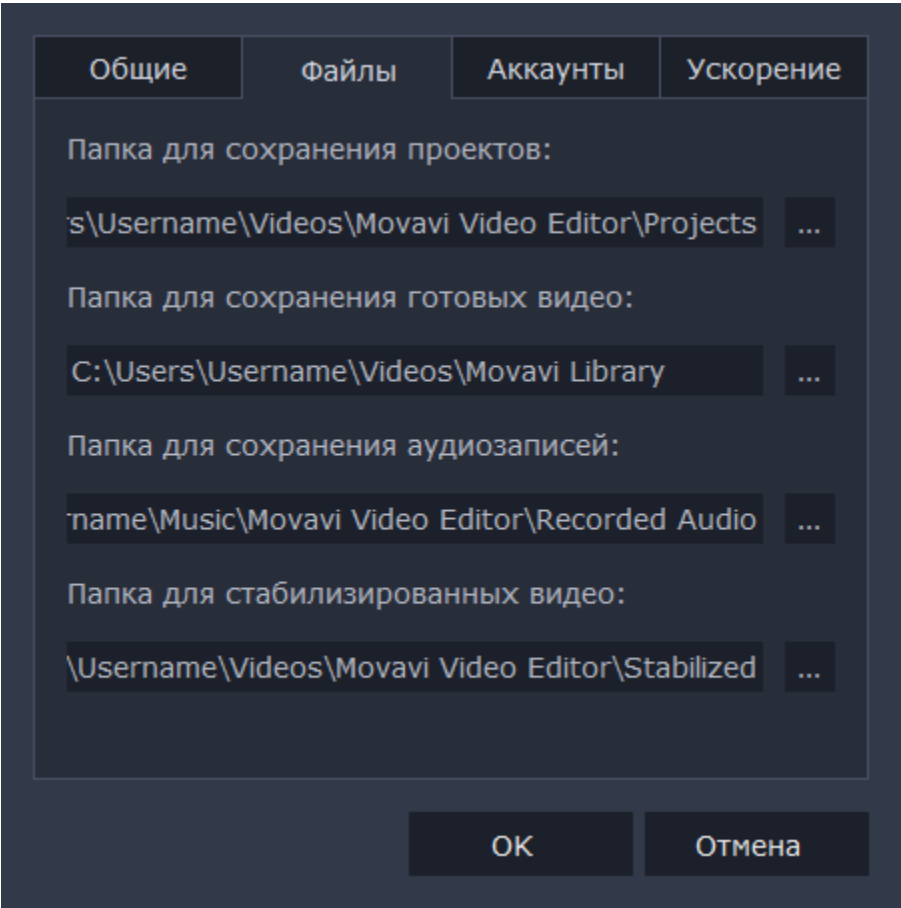 Общие Файлы Аккаунты Ускорение
Папка для сохранения проектов:
s\Username\Videos\Movavi Video Editor\Projects ...
Папка для сохранения готовых видео:
C:\Users\Username\Videos\Movavi Library ...
Папка для сохранения аудиозаписей:
name\Music\Movavi Video Editor\Recorded Audio ...
Папка для стабилизированных видео:
\Username\Videos\Movavi Video Editor\Stabilized ...
OK Отмена